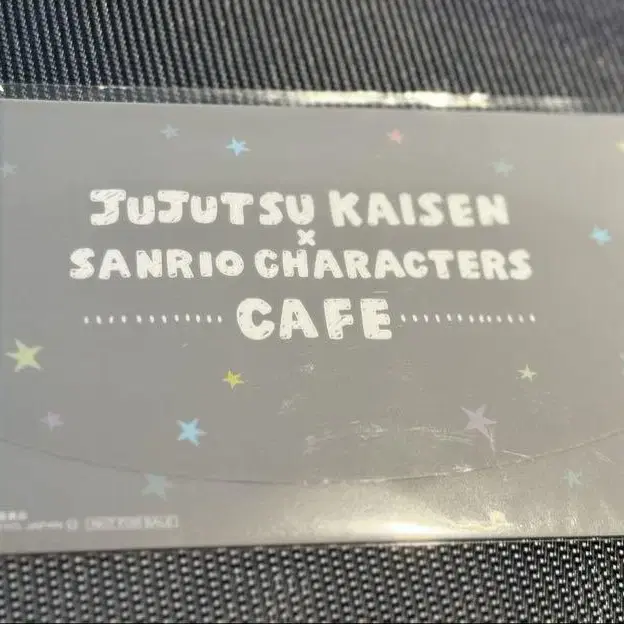 JUJUTSU KAISEN
×
SANRIO CHARACTERS
CAFE
NOT FOR SALE